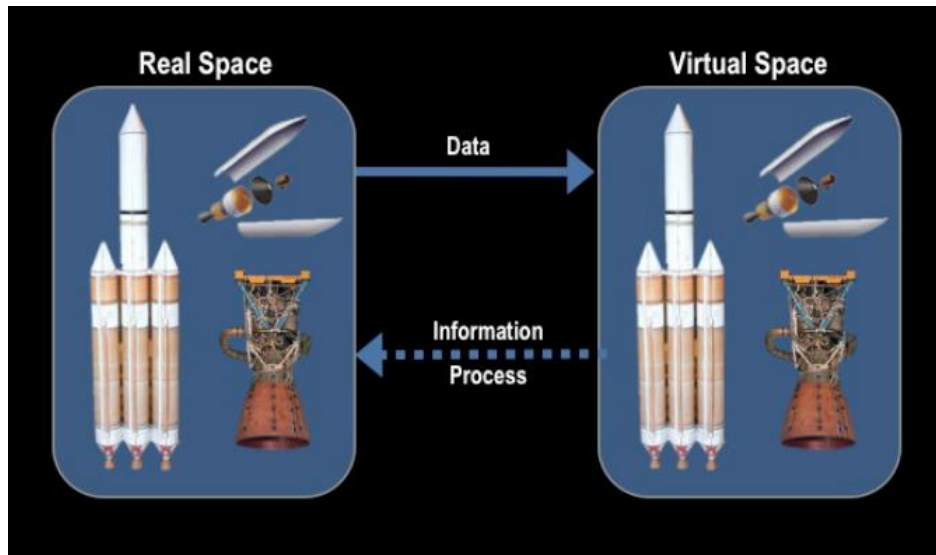 Real Space
Virtual Space
Data
Information
Process